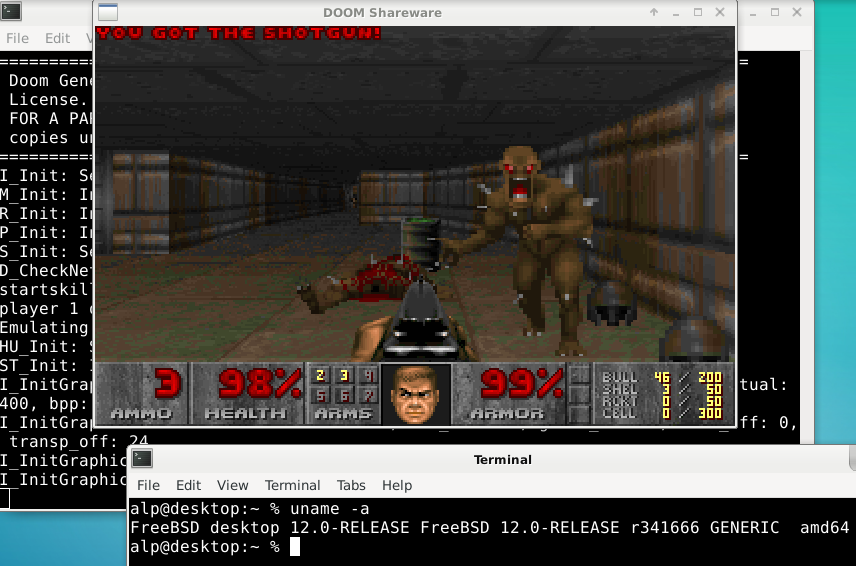 DOOM Shareware
YOU GOT THE SHOTGUN!
File Edit V
Doom Gene
License.
FOR A PAR
copies un
I_Init: Se
M_Init: In
R_Init: In
P_Init: In
S_Init: Se
D_CheckNet
startskill
player 1 o
Emulating
HU_Init: S
ST_Init: I
I_InitGrap tual:
400, bpp:
I_InitGrap _off: 0,
transp_off: 24
I_InitGraphic
I_InitGraphic
3 98% 2 3 4 99% BULL 46 / 200
5 6 7 SHEL 3 / 50
RCKT 0 / 50
AMMO HEALTH ARMS ARMOR CELL 0 / 300
Terminal
File Edit View Terminal Tabs Help
alp@desktop:~ % uname -a
FreeBSD desktop 12.0-RELEASE FreeBSD 12.0-RELEASE r341666 GENERIC  amd64
alp@desktop:~ %